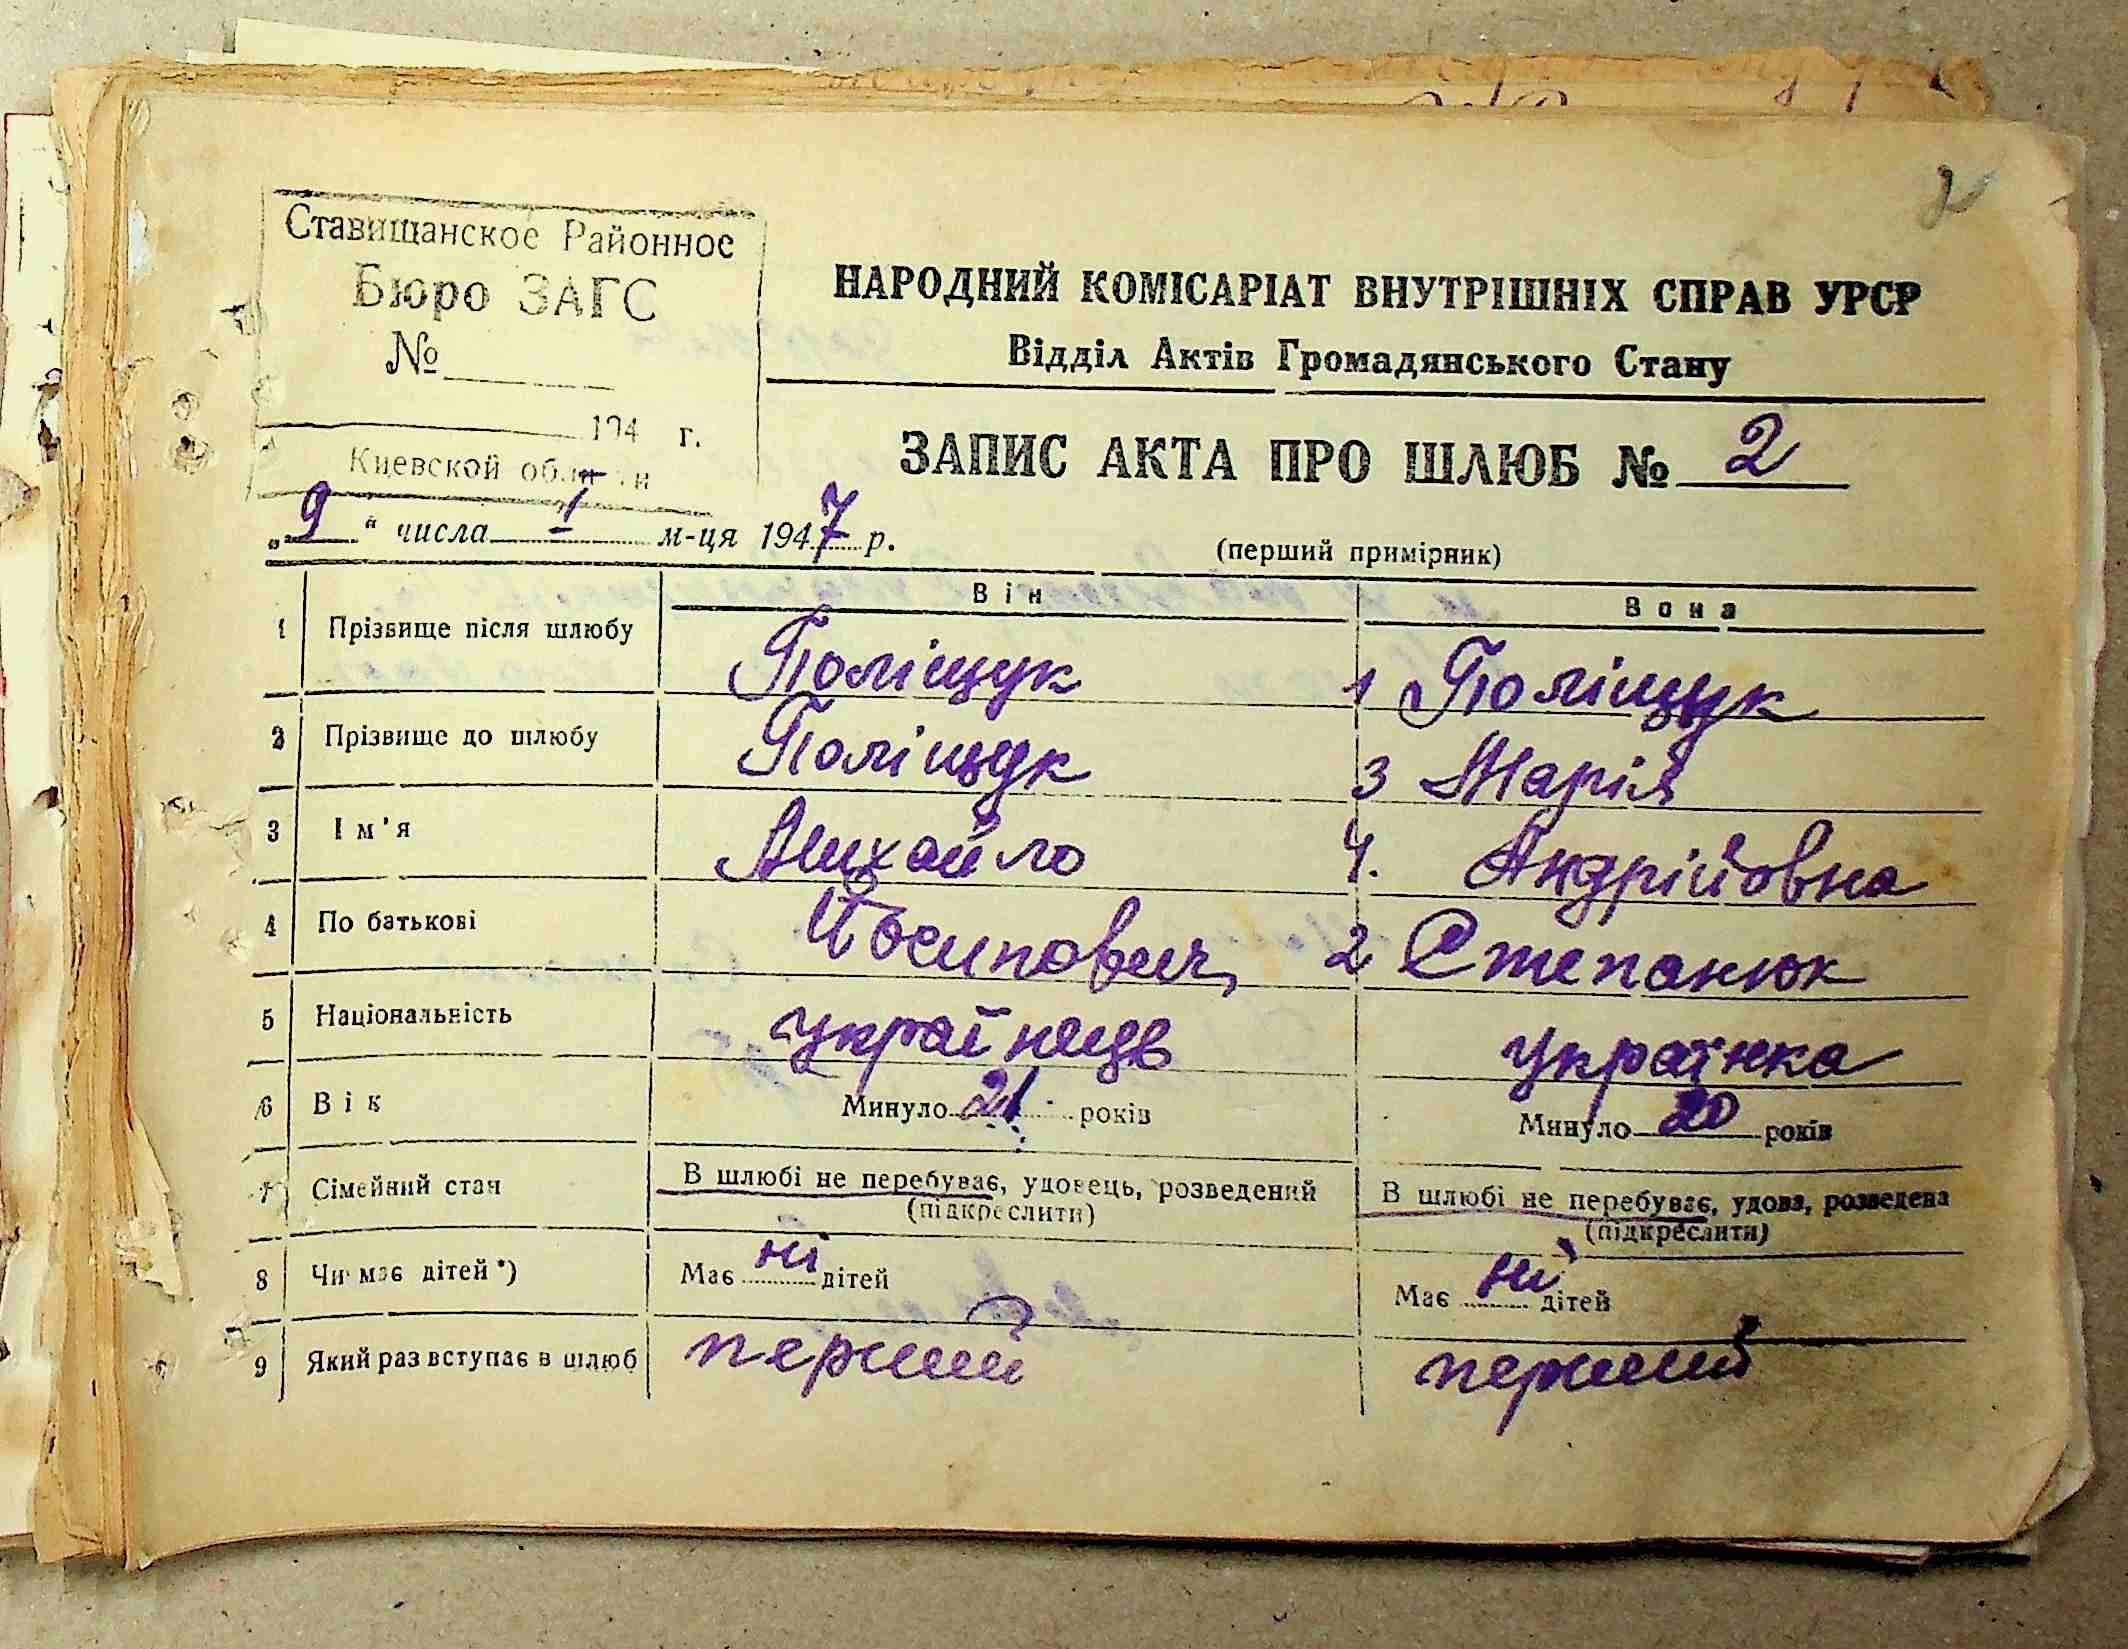 2
Ставищанское Районное
Бюро ЗАГС
№
194 г.
Киевской области
НАРОДНИЙ КОМІСАРІАТ ВНУТРІШНІХ СПРАВ УРСР
Відділ Актів Громадянського Стану
ЗАПИС АКТА ПРО ШЛЮБ № 2
„9“ числа I м-ця 1947 р.
(перший примірник)
Він Вона
1 Прізвище після шлюбу Поліщук 1 Поліщук
2 Прізвище до шлюбу Поліщук 3 Марія
3 Ім'я Михайло 4. Андрійовна
4 По батькові Йосипович 2 Степанюк
5 Національність українець українка
6 Вік Минуло 21 років Минуло 20 років
7 Сімейний стан В шлюбі не перебуває, удовець, розведений В шлюбі не перебуває, удова, розведена
(підкреслити) (підкреслити)
8 Чи має дітей *) Має ні дітей Має ні дітей
9 Який раз вступає в шлюб перший перший